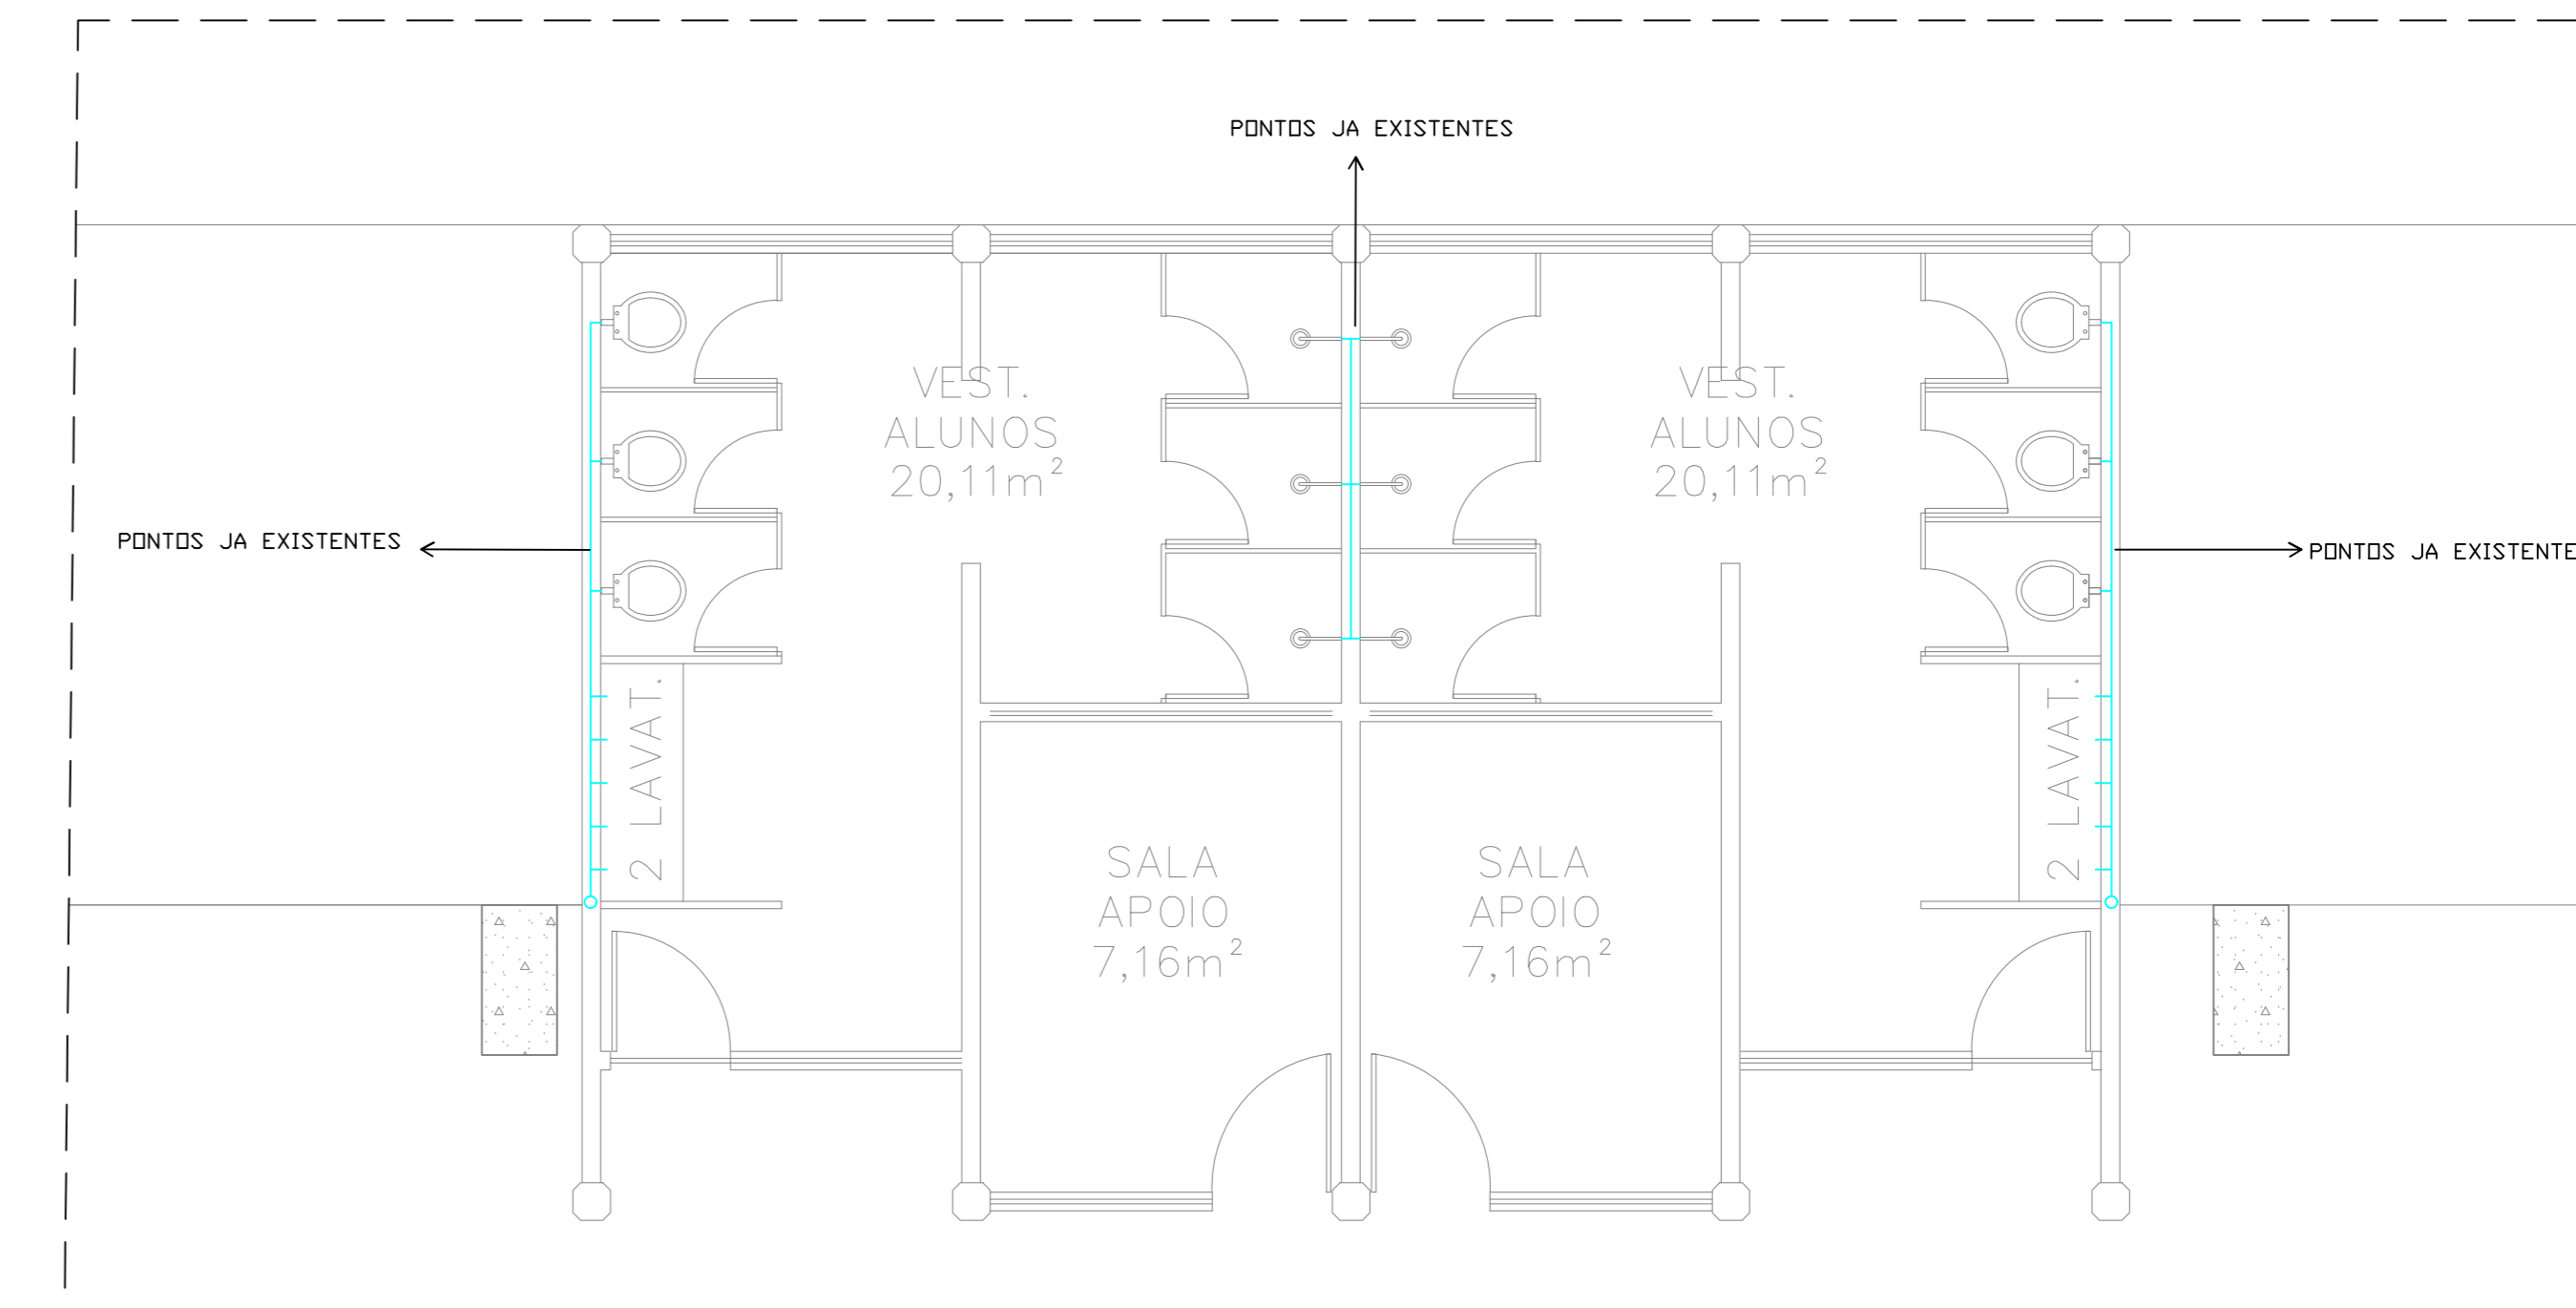 PONTOS JA EXISTENTES
VEST.
ALUNOS
20,11m²
VEST.
ALUNOS
20,11m²
PONTOS JA EXISTENTES
PONTOS JA EXISTENTE
2 LAVAT.
2 LAVAT.
SALA
APOIO
7,16m²
SALA
APOIO
7,16m²